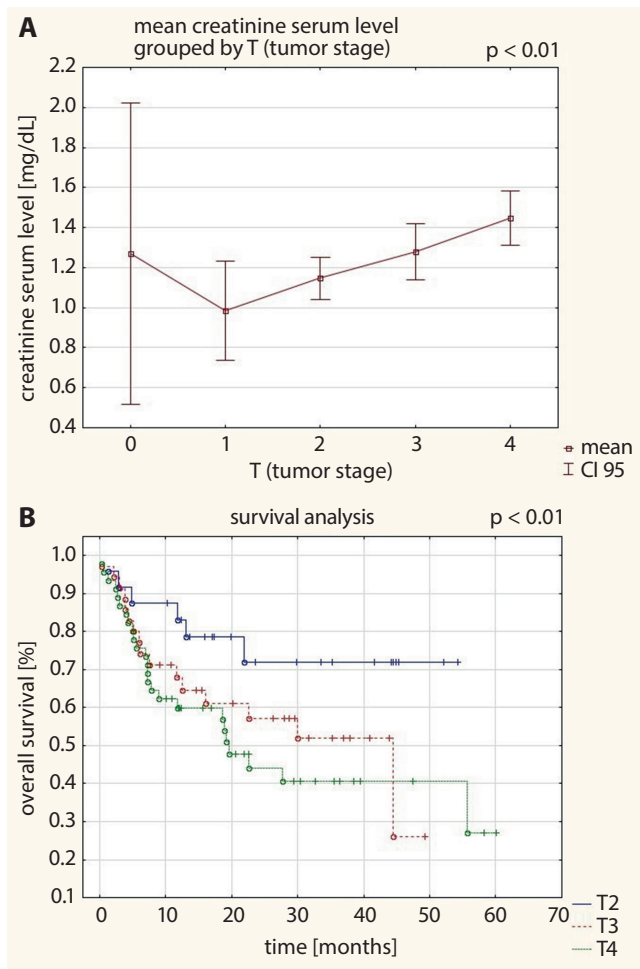 A
mean creatinine serum level
grouped by T (tumor stage)
p < 0.01
creatinine serum level [mg/dL]
2.2
2.0
1.8
1.6
1.4
1.2
1.0
0.8
0.6
0.4
0 1 2 3 4
T (tumor stage)
mean
CI 95
B
survival analysis
p < 0.01
overall survival [%]
1.0
0.9
0.8
0.7
0.6
0.5
0.4
0.3
0.2
0.1
0 10 20 30 40 50 60 70
time [months]
T2
T3
T4